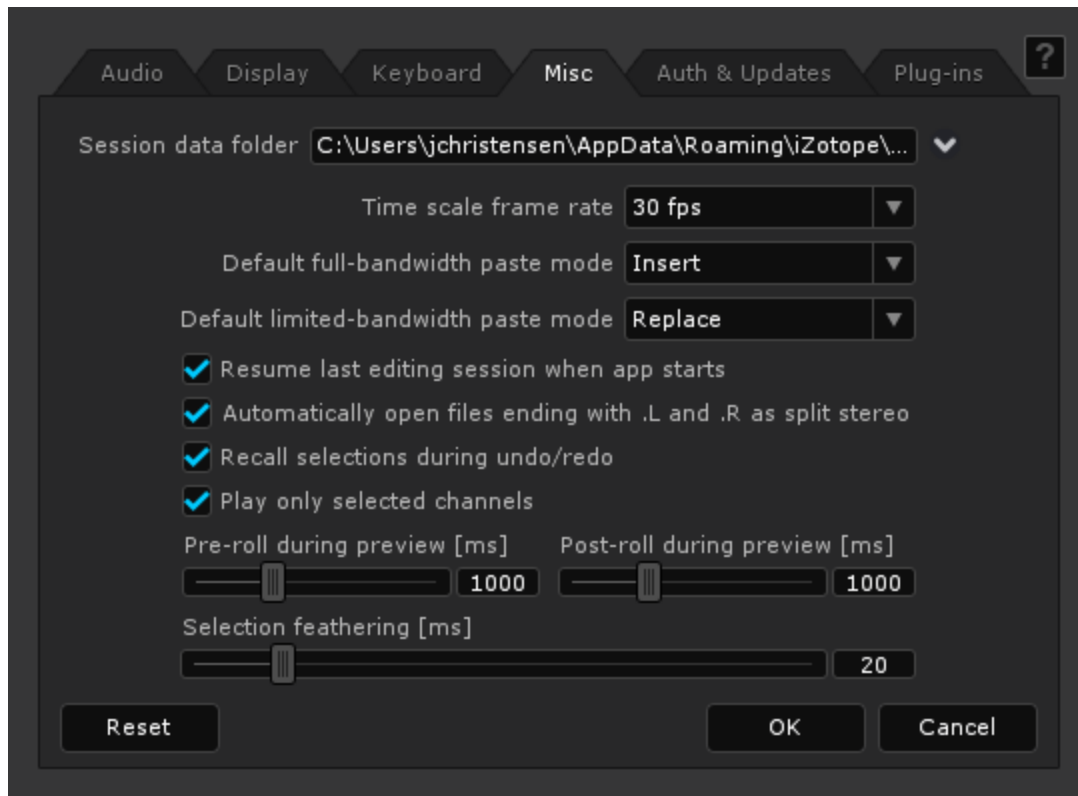 Audio Display Keyboard Misc Auth & Updates Plug-ins ?
Session data folder C:\Users\jchristensen\AppData\Roaming\iZotope\...
Time scale frame rate 30 fps
Default full-bandwidth paste mode Insert
Default limited-bandwidth paste mode Replace
Resume last editing session when app starts
Automatically open files ending with .L and .R as split stereo
Recall selections during undo/redo
Play only selected channels
Pre-roll during preview [ms] Post-roll during preview [ms]
1000 1000
Selection feathering [ms]
20
Reset OK Cancel